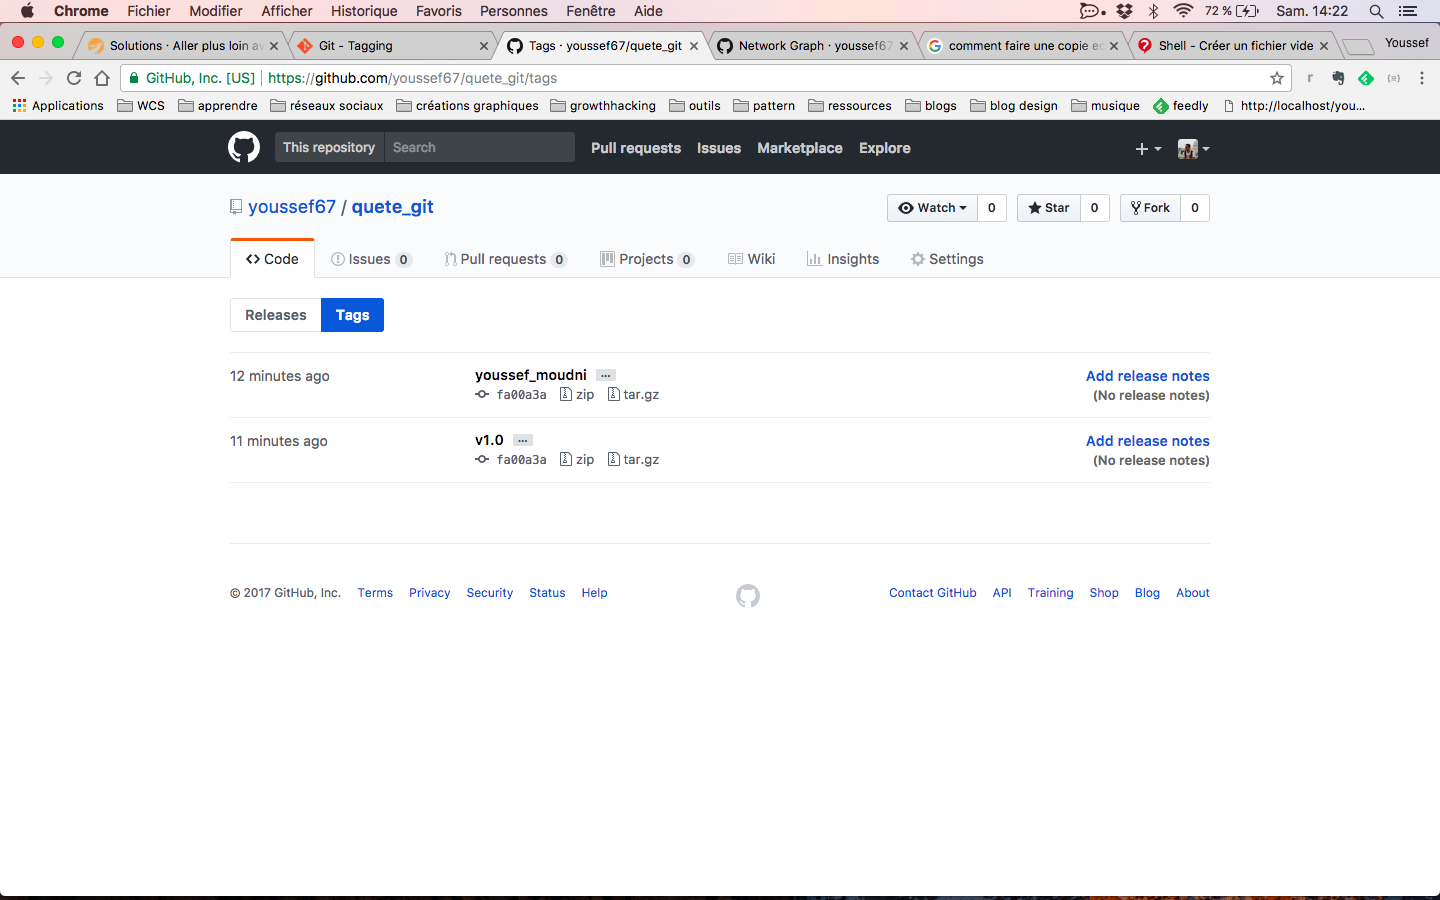 Chrome Fichier Modifier Afficher Historique Favoris Personnes Fenêtre Aide 72 % Sam. 14:22
Solutions · Aller plus loin av Git - Tagging Tags · youssef67/quete_git Network Graph · youssef67 comment faire une copie ec Shell - Créer un fichier vide Youssef
GitHub, Inc. [US] https://github.com/youssef67/quete_git/tags
Applications WCS apprendre réseaux sociaux créations graphiques growthhacking outils pattern ressources blogs blog design musique feedly http://localhost/you...
This repository Search Pull requests Issues Marketplace Explore
youssef67 / quete_git Watch 0 Star 0 Fork 0
Code Issues 0 Pull requests 0 Projects 0 Wiki Insights Settings
Releases Tags
12 minutes ago youssef_moudni ... Add release notes
fa00a3a zip tar.gz (No release notes)
11 minutes ago v1.0 ... Add release notes
fa00a3a zip tar.gz (No release notes)
© 2017 GitHub, Inc. Terms Privacy Security Status Help Contact GitHub API Training Shop Blog About